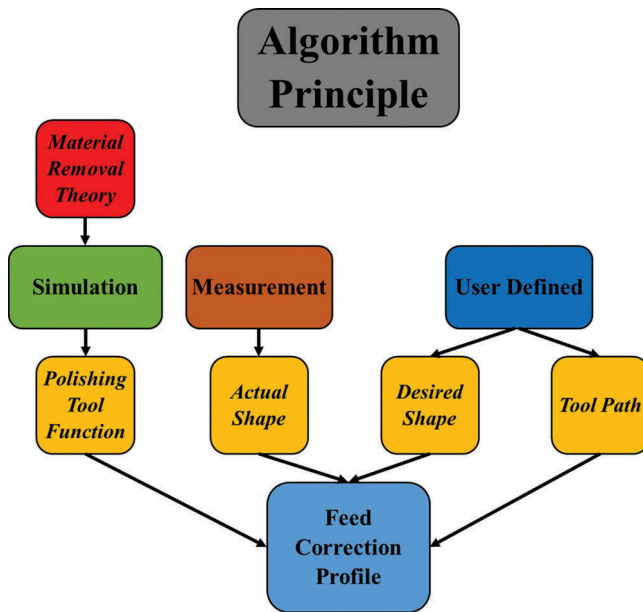 Algorithm
Principle
Material
Removal
Theory
Simulation
Measurement
User Defined
Polishing
Tool
Function
Actual
Shape
Desired
Shape
Tool Path
Feed
Correction
Profile